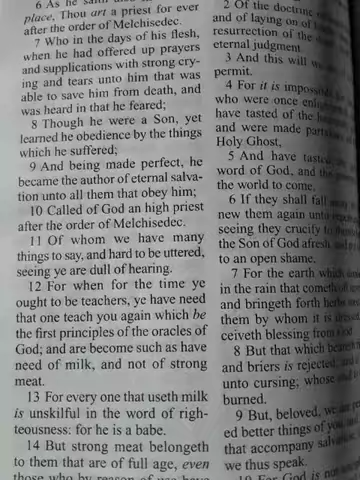 6 As he saith also in
place, Thou art a priest for ever
after the order of Melchisedec.
7 Who in the days of his flesh,
when he had offered up prayers
and supplications with strong cry-
ing and tears unto him that was
able to save him from death, and
was heard in that he feared;
8 Though he were a Son, yet
learned he obedience by the things
which he suffered;
9 And being made perfect, he
became the author of eternal salva-
tion unto all them that obey him;
10 Called of God an high priest
after the order of Melchisedec.
11 Of whom we have many
things to say, and hard to be uttered,
seeing ye are dull of hearing.
12 For when for the time ye
ought to be teachers, ye have need
that one teach you again which be
the first principles of the oracles of
God; and are become such as have
need of milk, and not of strong
meat.
13 For every one that useth milk
is unskilful in the word of righ-
teousness: for he is a babe.
14 But strong meat belongeth
to them that are of full age, even
those who by reason of use have
2 Of the doctrine
and of laying on of
resurrection of the
eternal judgment.
3 And this will we
permit.
4 For it is impossible
who were once enlightened
have tasted of the
and were made partakers
Holy Ghost,
5 And have tasted the
word of God, and the
the world to come,
6 If they shall fall
new them again unto
seeing they crucify to
the Son of God afresh, and
to an open shame.
7 For the earth which
in the rain that cometh oft
and bringeth forth herbs
them by whom it is dressed,
ceiveth blessing from God
8 But that which beareth
and briers is rejected, and
unto cursing; whose
burned.
9 But, beloved, we are
ed better things of you, and
that accompany salvation,
we thus speak.
10 For God is not